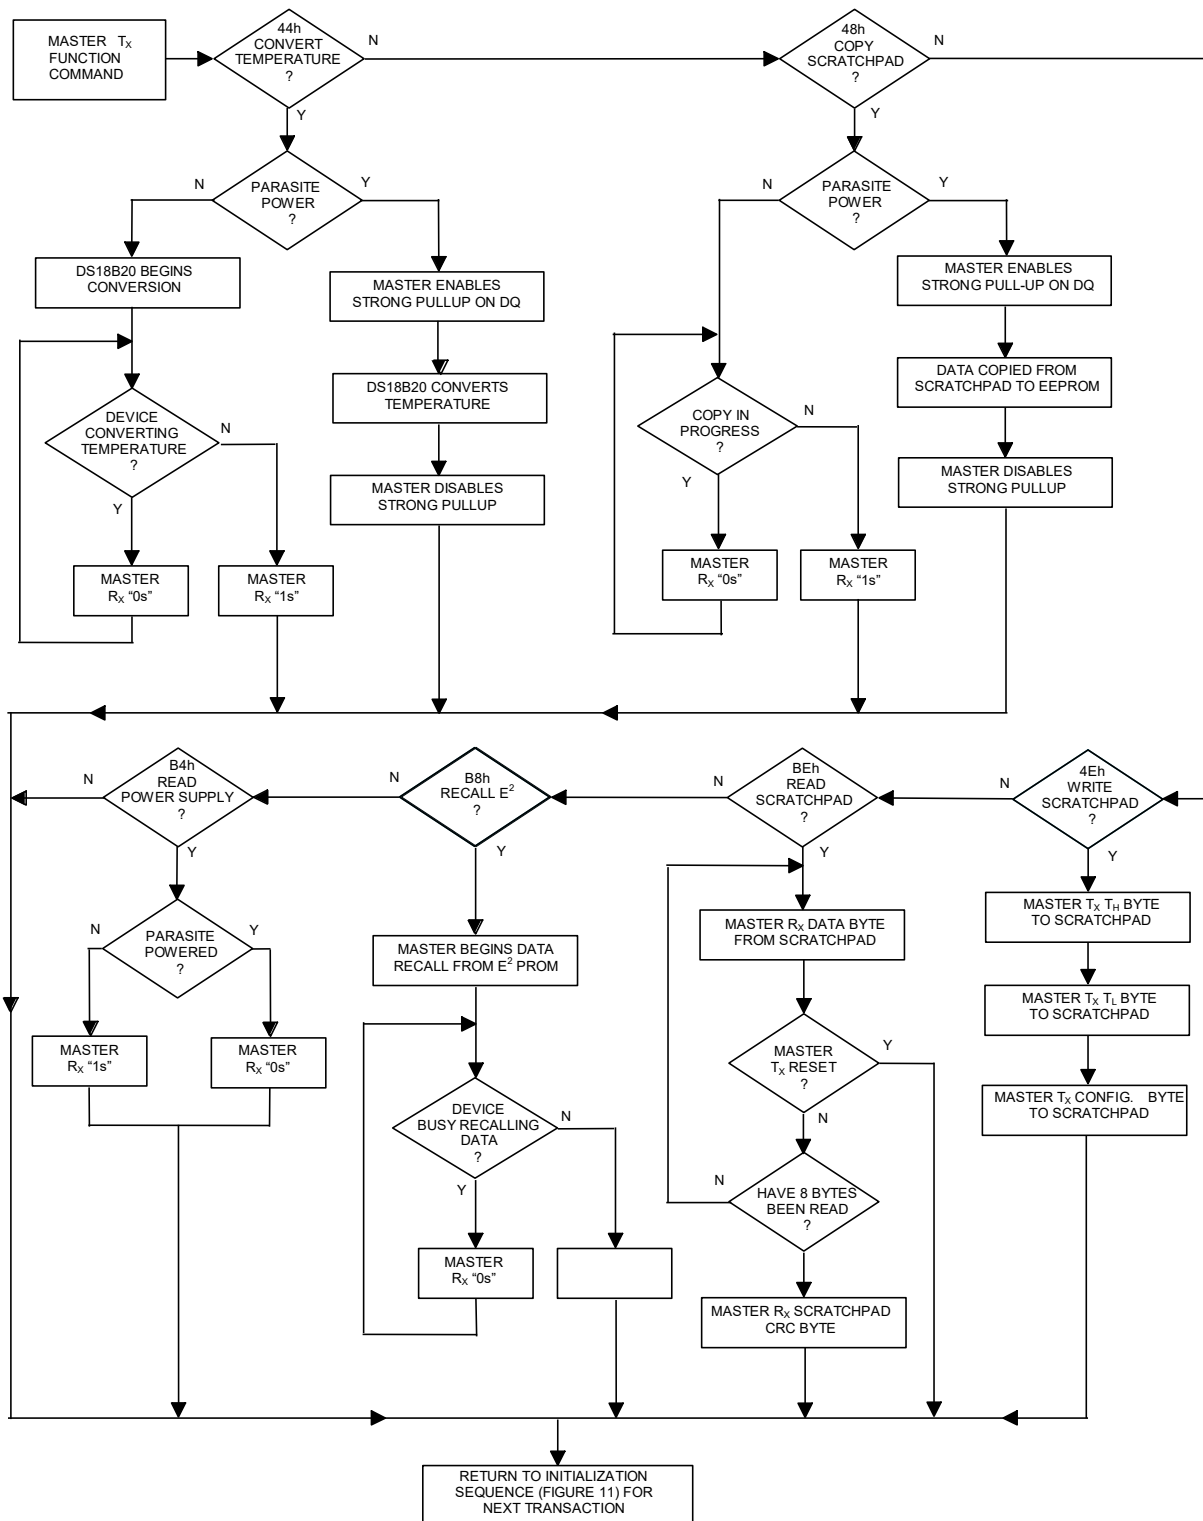 MASTER Tx
FUNCTION
COMMAND
44h
CONVERT
TEMPERATURE
?
N
Y
48h
COPY
SCRATCHPAD
?
N
Y
PARASITE
POWER
?
N
Y
PARASITE
POWER
?
N
Y
DS18B20 BEGINS
CONVERSION
MASTER ENABLES
STRONG PULLUP ON DQ
MASTER ENABLES
STRONG PULL-UP ON DQ
DS18B20 CONVERTS
TEMPERATURE
DATA COPIED FROM
SCRATCHPAD TO EEPROM
DEVICE
CONVERTING
TEMPERATURE
?
N
Y
COPY IN
PROGRESS
?
N
Y
MASTER DISABLES
STRONG PULLUP
MASTER DISABLES
STRONG PULLUP
MASTER
Rx “0s”
MASTER
Rx “1s”
MASTER
Rx “0s”
MASTER
Rx “1s”
B4h
READ
POWER SUPPLY
?
N
Y
B8h
RECALL E²
?
N
Y
BEh
READ
SCRATCHPAD
?
N
Y
4Eh
WRITE
SCRATCHPAD
?
N
Y
PARASITE
POWERED
?
N
Y
MASTER BEGINS DATA
RECALL FROM E² PROM
MASTER Rx DATA BYTE
FROM SCRATCHPAD
MASTER Tx TH BYTE
TO SCRATCHPAD
MASTER Tx TL BYTE
TO SCRATCHPAD
MASTER
Rx “1s”
MASTER
Rx “0s”
MASTER
Tx RESET
?
Y
N
MASTER Tx CONFIG. BYTE
TO SCRATCHPAD
DEVICE
BUSY RECALLING
DATA
?
N
Y
HAVE 8 BYTES
BEEN READ
?
N
MASTER
Rx “0s”
MASTER Rx SCRATCHPAD
CRC BYTE
RETURN TO INITIALIZATION
SEQUENCE (FIGURE 11) FOR
NEXT TRANSACTION